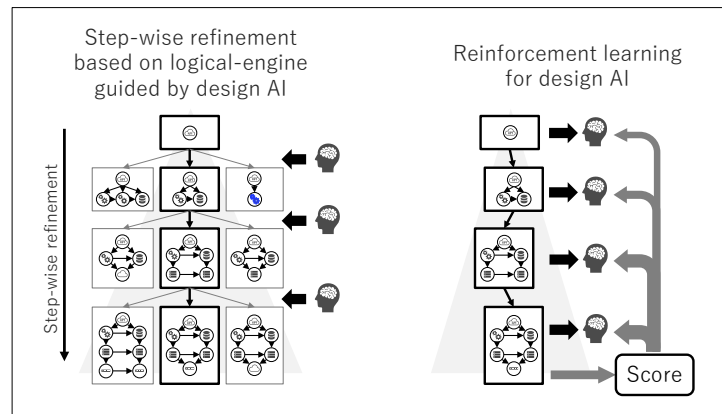 Step-wise refinement
based on logical-engine
guided by design AI
Reinforcement learning
for design AI
Step-wise refinement
Score